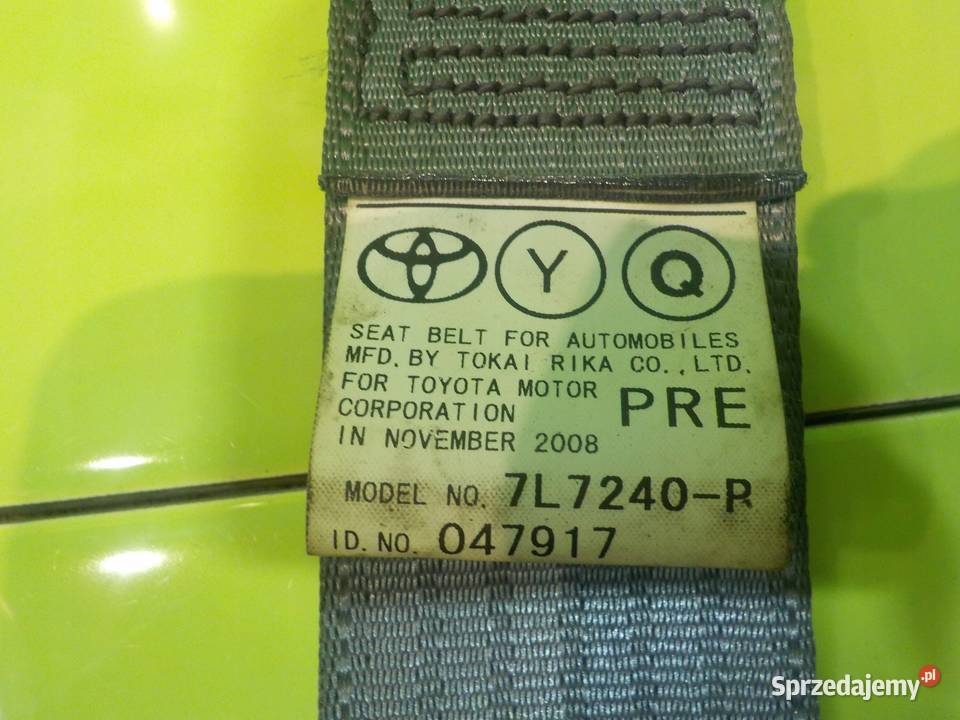 Y Q
SEAT BELT FOR AUTOMOBILES
MFD. BY TOKAI RIKA CO., LTD.
FOR TOYOTA MOTOR
CORPORATION PRE
IN NOVEMBER 2008
MODEL NO. 7L7240-R
ID. NO. 047917
Sprzedajemy.pl